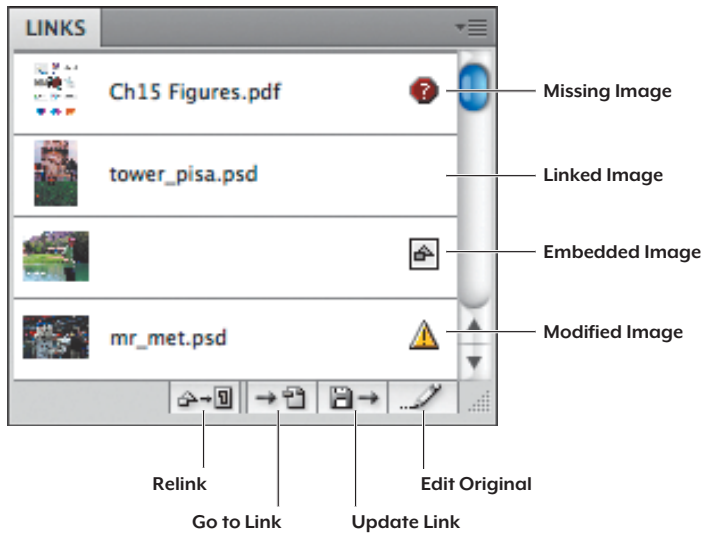 LINKS
Ch15 Figures.pdf
?
Missing Image
tower_pisa.psd
Linked Image
Embedded Image
mr_met.psd
Modified Image
Relink
Edit Original
Go to Link
Update Link